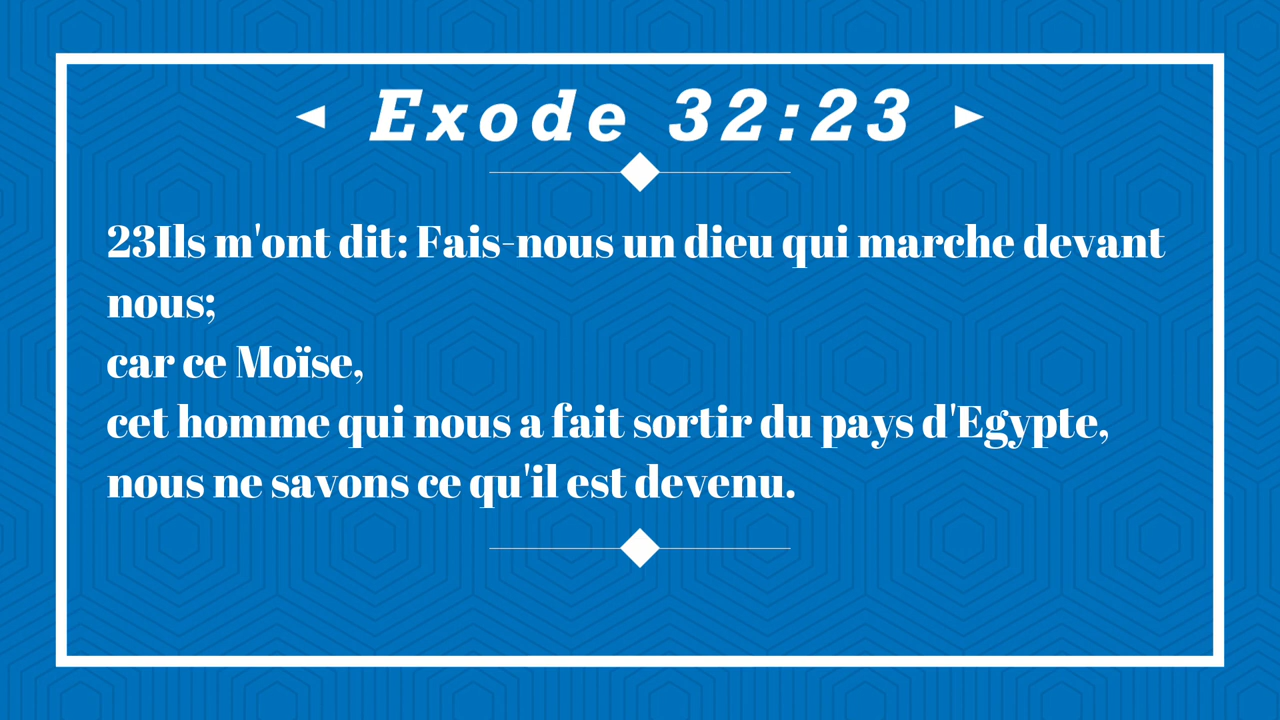 ◄ Exode 32:23 ►
23Ils m'ont dit: Fais-nous un dieu qui marche devant
nous;
car ce Moïse,
cet homme qui nous a fait sortir du pays d'Egypte,
nous ne savons ce qu'il est devenu.